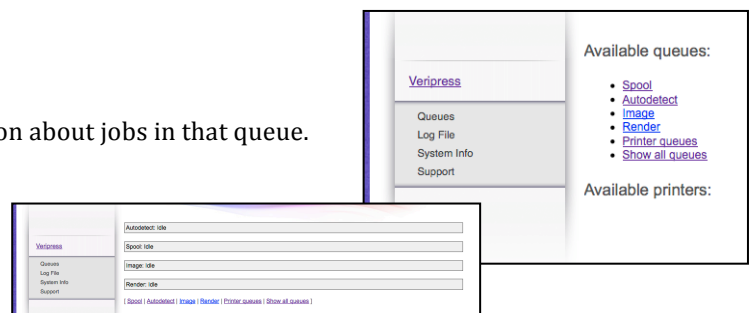 Available queues:
Veripress
Spool
Autodetect
Image
Render
Printer queues
Show all queues
Queues
Log File
System Info
Support
Available printers:
on about jobs in that queue.
Autodetect: Idle
Spool: Idle
Image: Idle
Render: Idle
[ Spool | Autodetect | Image | Render | Printer queues | Show all queues ]
Veripress
Queues
Log File
System Info
Support